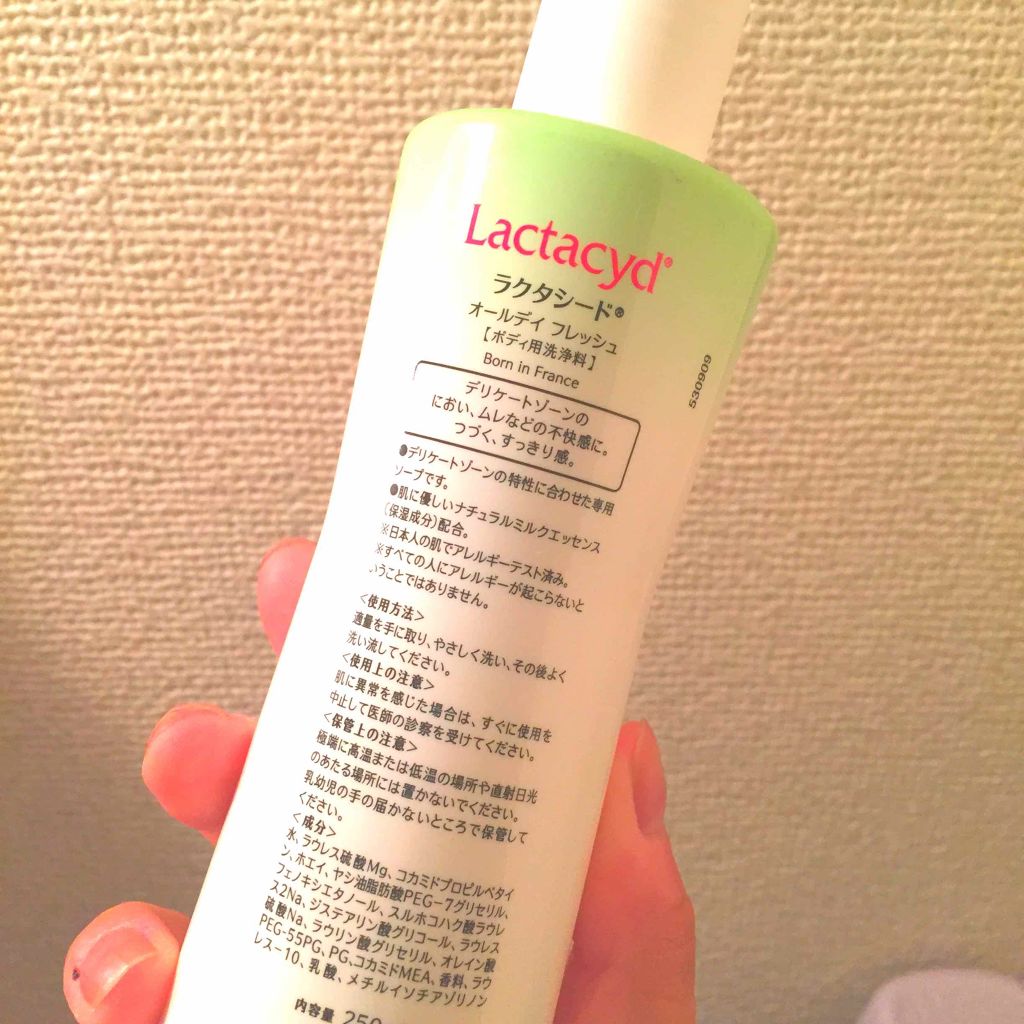 Lactacyd®
ラクタシード®
オールデイ フレッシュ
【ボディ用洗浄料】
Born in France
530909
デリケートゾーンの
におい、ムレなどの不快感に。
つづく、すっきり感。
●デリケートゾーンの特性に合わせた専用
ソープです。
●肌に優しいナチュラルミルクエッセンス
(保湿成分)配合。
※日本人の肌でアレルギーテスト済み。
※すべての人にアレルギーが起こらないと
いうことではありません。
<使用方法>
適量を手に取り、やさしく洗い、その後よく
洗い流してください。
<使用上の注意>
肌に異常を感じた場合は、すぐに使用を
中止して医師の診察を受けてください。
<保管上の注意>
極端に高温または低温の場所や直射日光
のあたる場所には置かないでください。
乳幼児の手の届かないところで保管して
ください。
<成分>
水、ラウレス硫酸Mg、コカミドプロピルベタイ
ン、ホエイ、ヤシ油脂肪酸PEG-7グリセリル、
フェノキシエタノール、スルホコハク酸ラウレ
ス2Na、ジステアリン酸グリコール、ラウレス
硫酸Na、ラウリン酸グリセリル、オレイン酸
PEG-55PG、PG、コカミドMEA、香料、ラウ
レス-10、乳酸、メチルイソチアゾリノン
内容量 250